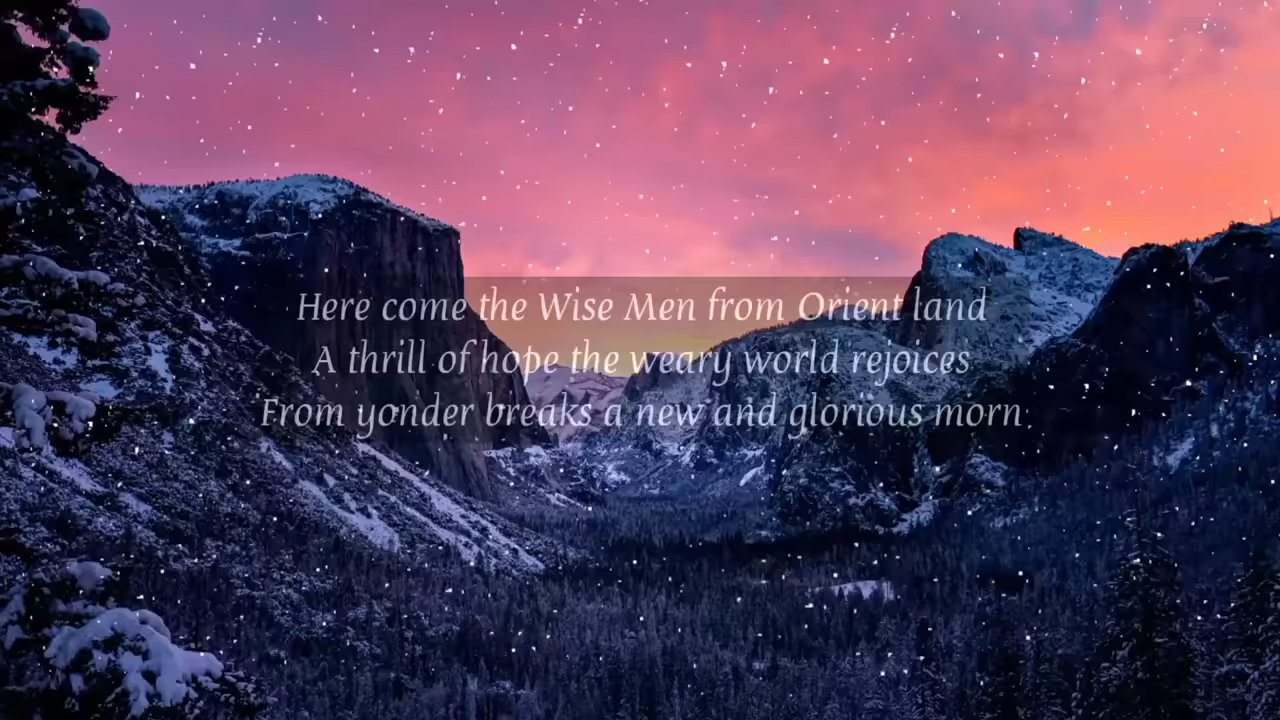 Here come the Wise Men from Orient land
A thrill of hope the weary world rejoices
From yonder breaks a new and glorious morn